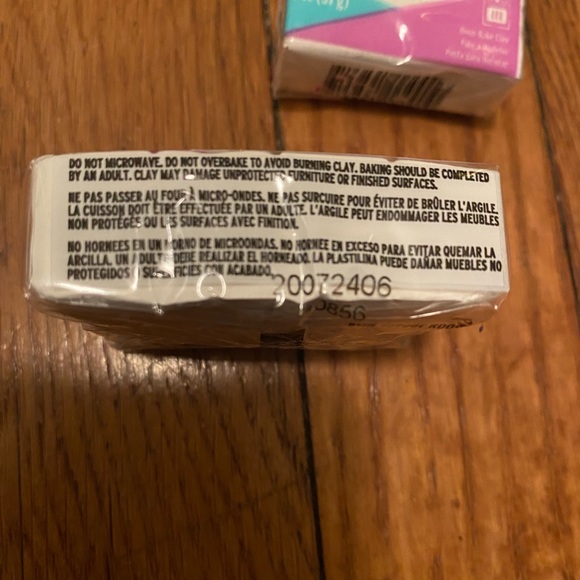 (57 g)
m
DO NOT MICROWAVE. DO NOT OVERBAKE TO AVOID BURNING CLAY. BAKING SHOULD BE COMPLETED
BY AN ADULT. CLAY MAY DAMAGE UNPROTECTED FURNITURE OR FINISHED SURFACES.
NE PAS PASSER AU FOUR À MICRO-ONDES. NE PAS SURCUIRE POUR ÉVITER DE BRÛLER L'ARGILE.
LA CUISSON DOIT ÊTRE EFFECTUÉE PAR UN ADULTE. L'ARGILE PEUT ENDOMMAGER LES MEUBLES
NON PROTÉGÉS OU LES SURFACES AVEC FINITION.
NO HORNEES EN UN HORNO DE MICROONDAS. NO HORNEE EN EXCESO PARA EVITAR QUEMAR LA
ARCILLA. UN ADULTO DEBE REALIZAR EL HORNEADO. LA PLASTILINA PUEDE DAÑAR MUEBLES NO
PROTEGIDOS SUPERFICIES CON ACABADO.
20072406